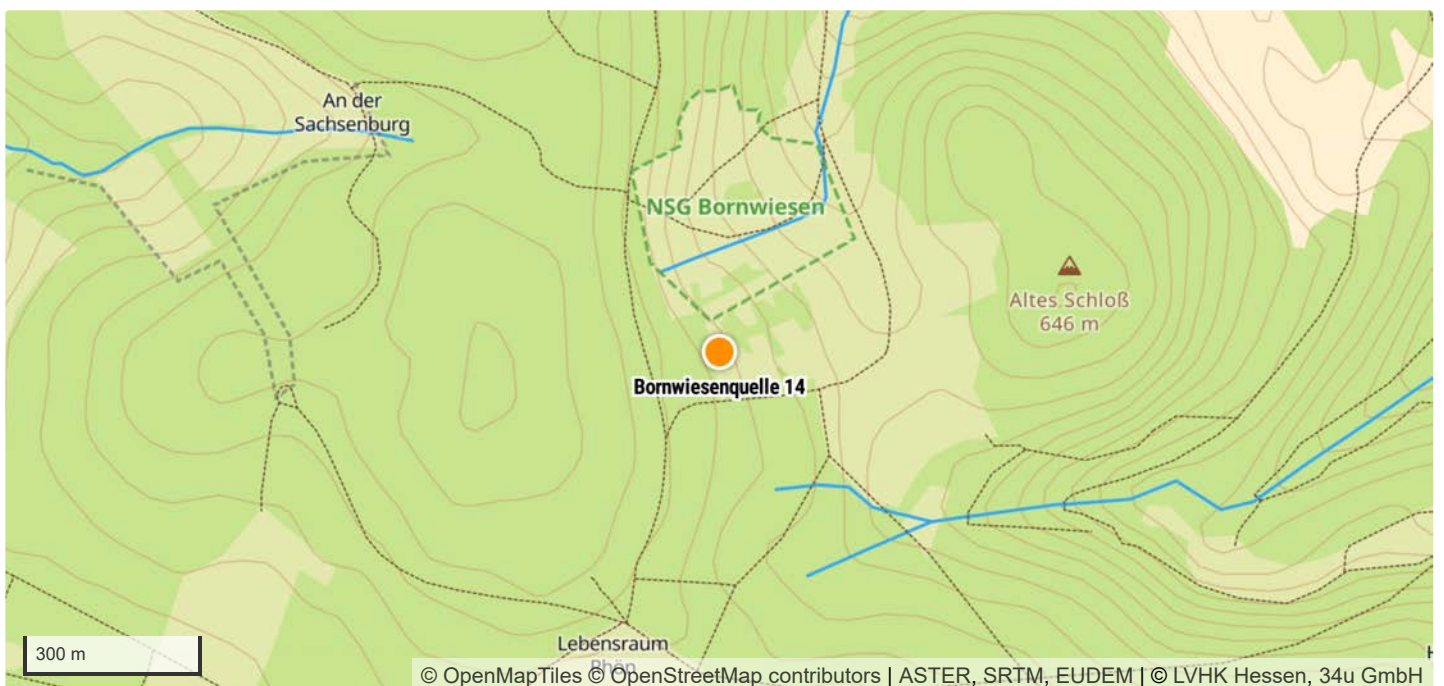 An der
Sachsenburg
NSG Bornwiesen
Altes Schloß
646 m
Bornwiesenquelle 14
Lebensraum
Rhön
300 m
© OpenMapTiles © OpenStreetMap contributors | ASTER, SRTM, EUDEM | © LVHK Hessen, 34u GmbH